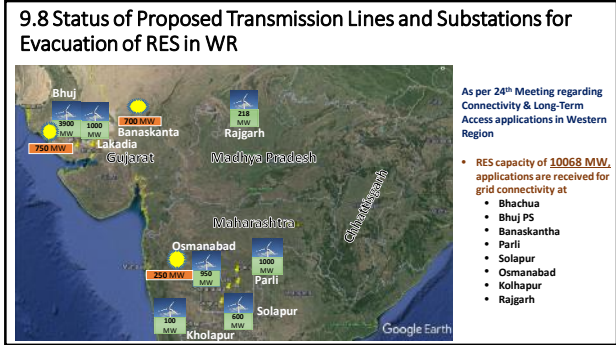 9.8 Status of Proposed Transmission Lines and Substations for
Evacuation of RES in WR
Bhuj
3900
MW
1000
MW
700 MW
Banaskanta
218
MW
Rajgarh
750 MW
Lakadia
Gujarat
Madhya Pradesh
Chhattisgarh
Maharashtra
Osmanabad
250 MW
950
MW
1000
MW
Parli
100
MW
Kholapur
600
MW
Solapur
Google Earth
As per 24th Meeting regarding
Connectivity & Long-Term
Access applications in Western
Region
• RES capacity of 10068 MW,
applications are received for
grid connectivity at
• Bhachua
• Bhuj PS
• Banaskantha
• Parli
• Solapur
• Osmanabad
• Kolhapur
• Rajgarh